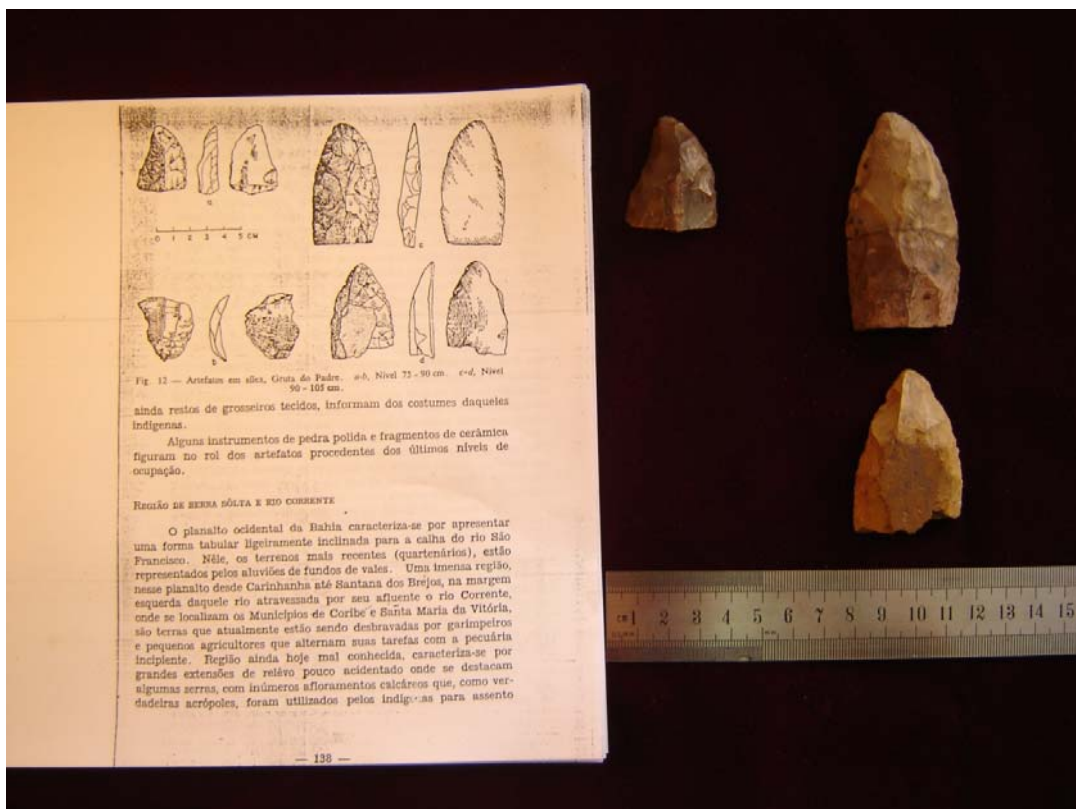 a
0 1 2 3 4 5 CM
c
b
d
Fig. 12 — Artefatos em sílex, Gruta do Padre. a-b, Nível 75 - 90 cm. c-d, Nível
90 - 105 cm.
ainda restos de grosseiros tecidos, informam dos costumes daqueles
indígenas.
Alguns instrumentos de pedra polida e fragmentos de cerâmica
figuram no rol dos artefatos procedentes dos últimos níveis de
ocupação.
REGIÃO DE SERRA SÔLTA E RIO CORRENTE
O planalto ocidental da Bahia caracteriza-se por apresentar
uma forma tabular ligeiramente inclinada para a calha do rio São
Francisco. Nêle, os terrenos mais recentes (quartenários), estão
representados pelos aluviões de fundos de vales. Uma imensa região,
nesse planalto desde Carinhanha até Santana dos Brejos, na margem
esquerda daquele rio atravessada por seu afluente o rio Corrente,
onde se localizam os Municípios de Coribe e Santa Maria da Vitória,
são terras que atualmente estão sendo desbravadas por garimpeiros
e pequenos agricultores que alternam suas tarefas com a pecuária
incipiente. Região ainda hoje mal conhecida, caracteriza-se por
grandes extensões de relêvo pouco acidentado onde se destacam
algumas serras, com inúmeros afloramentos calcáreos que, como ver-
dadeiras acrópoles, foram utilizados pelos indígenas para assento
— 138 —
CM 1 2 3 4 5 6 7 8 9 10 11 12 13 14 15